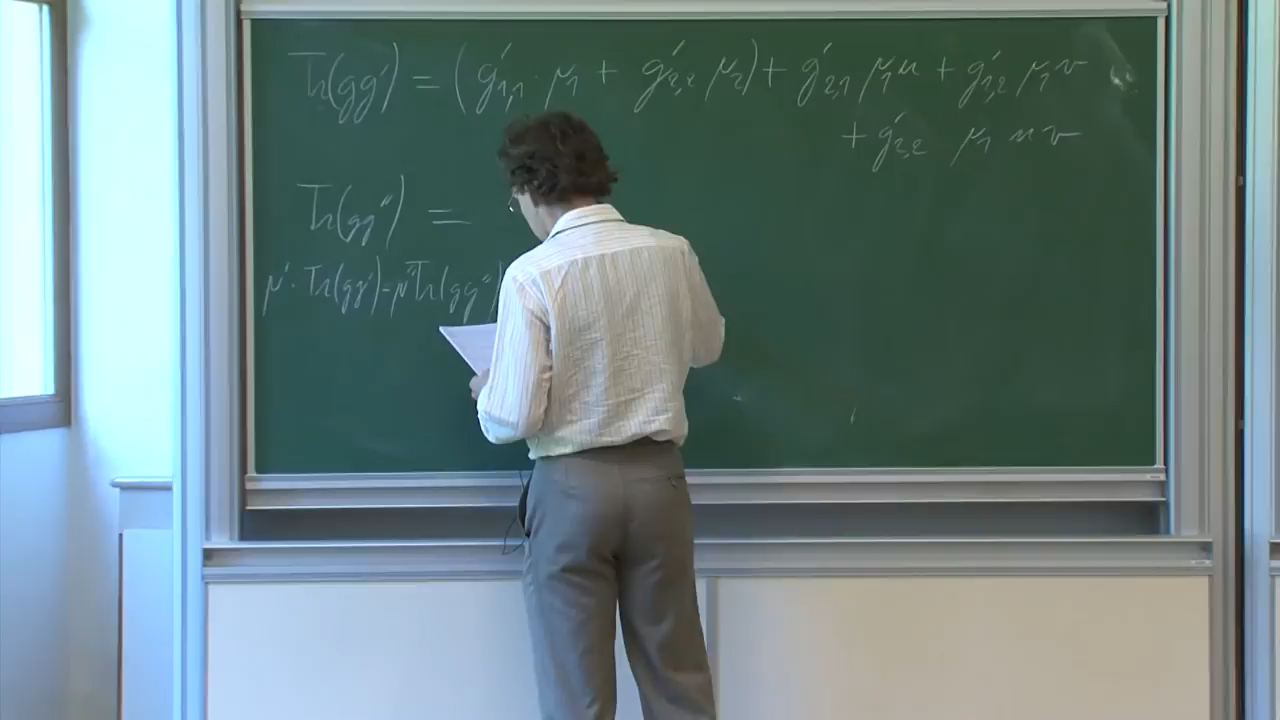 Tr(gg') = (g'₁,₁ · μ₁ + g'₂,₂ μ₂) + g'₂,₁ μ₁ u + g'₁,₂ μ₁ v
+ g'₂,₂ μ₁ u v
Tr(gg'') =
μ' · Tr(gg') = μ'' Tr(gg'')